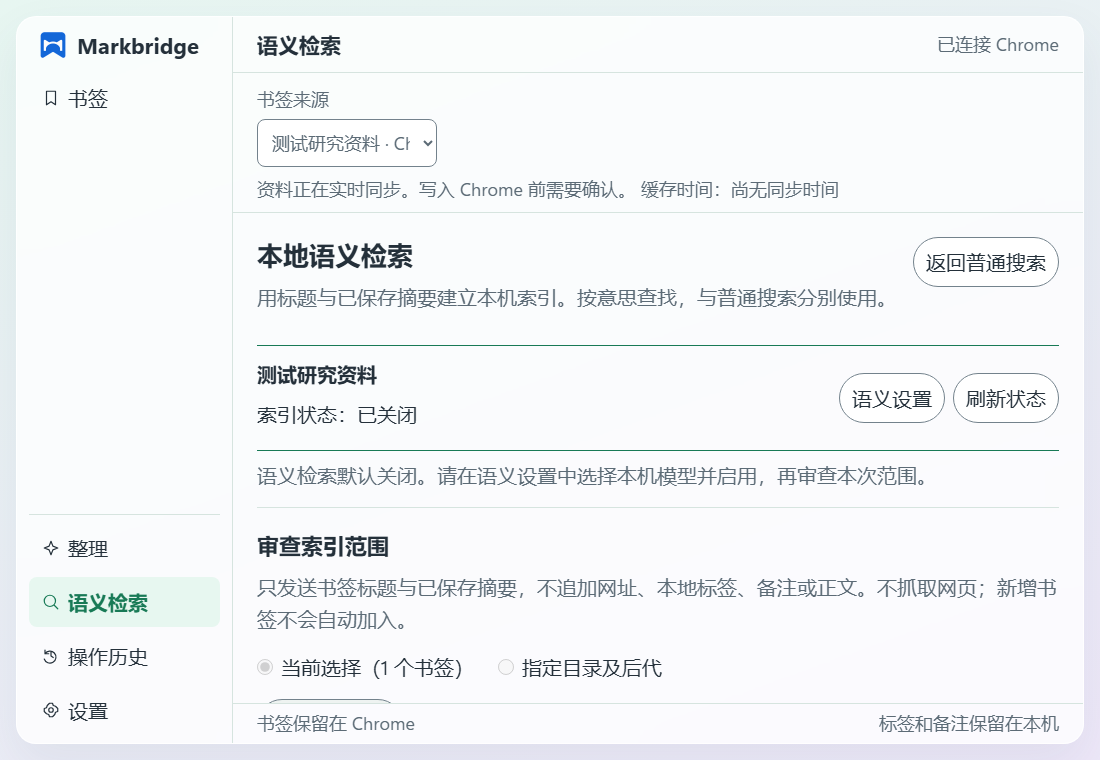 Markbridge
书签
整理
语义检索
操作历史
设置
语义检索
已连接 Chrome
书签来源
测试研究资料 · Ch
资料正在实时同步。写入 Chrome 前需要确认。 缓存时间：尚无同步时间
本地语义检索
返回普通搜索
用标题与已保存摘要建立本机索引。按意思查找，与普通搜索分别使用。
测试研究资料
索引状态：已关闭
语义设置
刷新状态
语义检索默认关闭。请在语义设置中选择本机模型并启用，再审查本次范围。
审查索引范围
只发送书签标题与已保存摘要，不追加网址、本地标签、备注或正文。不抓取网页；新增书
签不会自动加入。
当前选择（1 个书签）
指定目录及后代
书签保留在 Chrome
标签和备注保留在本机